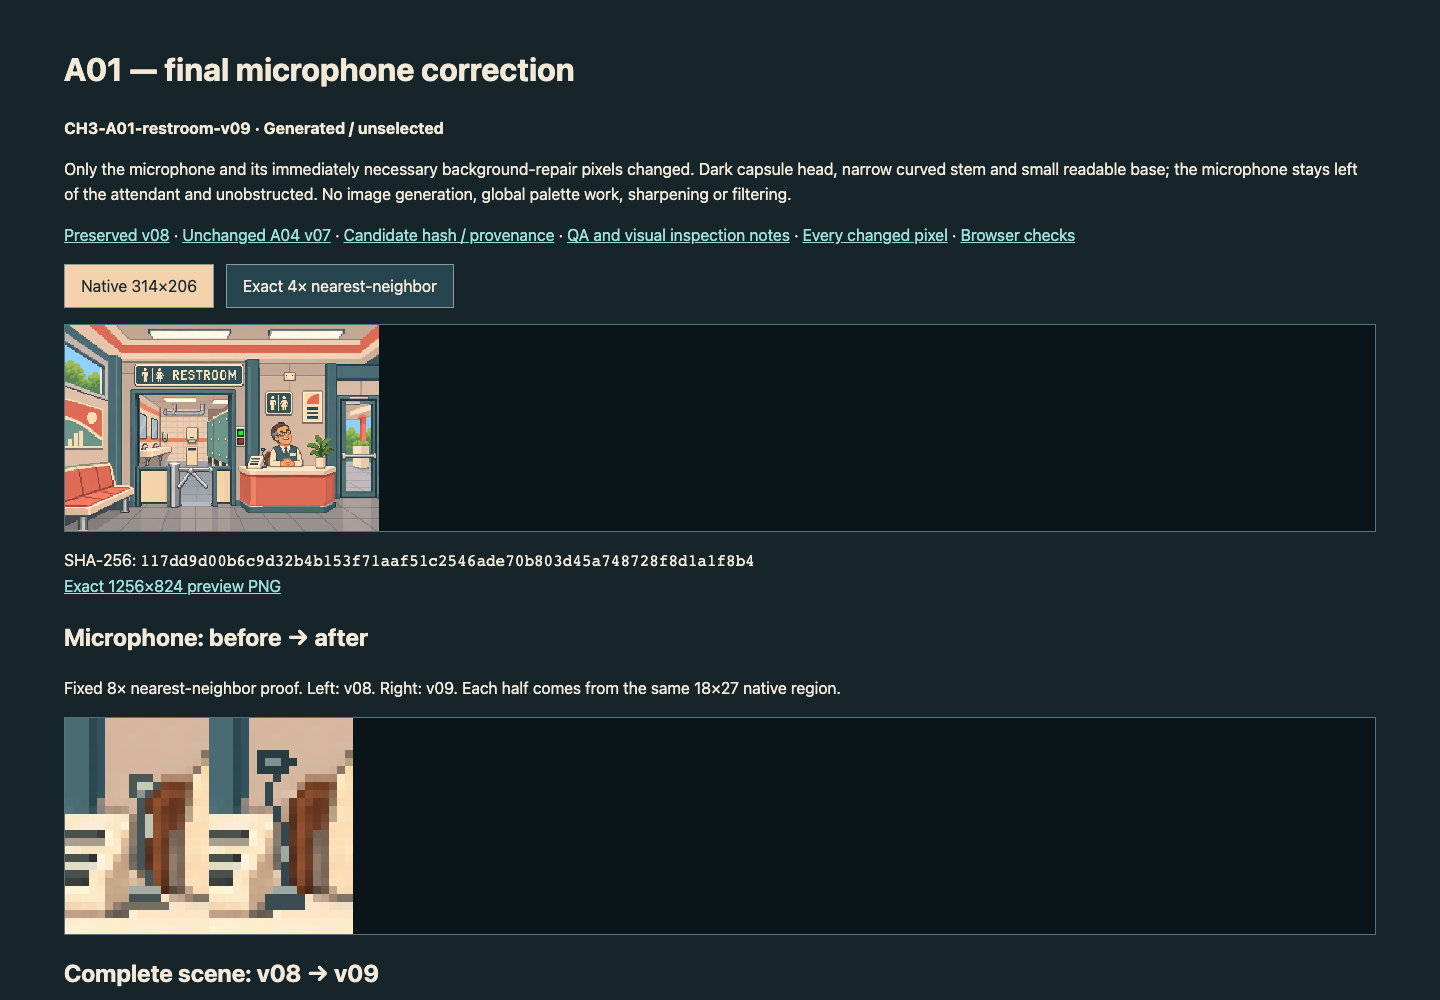 A01 — final microphone correction
CH3-A01-restroom-v09 · Generated / unselected
Only the microphone and its immediately necessary background-repair pixels changed. Dark capsule head, narrow curved stem and small readable base; the microphone stays left
of the attendant and unobstructed. No image generation, global palette work, sharpening or filtering.
Preserved v08 · Unchanged A04 v07 · Candidate hash / provenance · QA and visual inspection notes · Every changed pixel · Browser checks
Native 314×206
Exact 4× nearest-neighbor
RESTROOM
SHA-256: 117dd9d00b6c9d32b4b153f71aaf51c2546ade70b803d45a748728f8d1a1f8b4
Exact 1256×824 preview PNG
Microphone: before → after
Fixed 8× nearest-neighbor proof. Left: v08. Right: v09. Each half comes from the same 18×27 native region.
Complete scene: v08 → v09